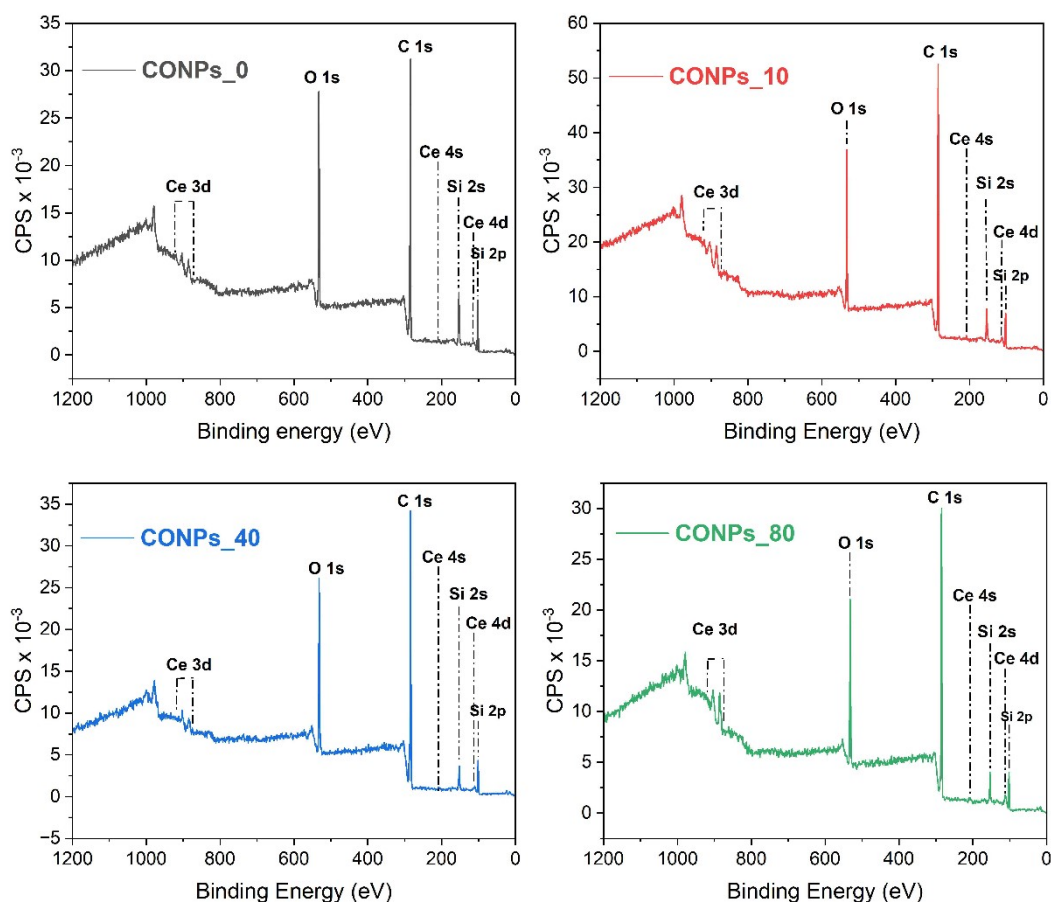 CONPs_0
O 1s
C 1s
Ce 4s
Ce 3d
Si 2s
Ce 4d
Si 2p
CPS x 10⁻³
35
30
25
20
15
10
5
0
1200 1000 800 600 400 200 0
Binding energy (eV)
CONPs_10
C 1s
O 1s
Ce 4s
Ce 3d
Si 2s
Ce 4d
Si 2p
CPS x 10⁻³
60
50
40
30
20
10
0
1200 1000 800 600 400 200 0
Binding Energy (eV)
CONPs_40
C 1s
O 1s
Ce 4s
Si 2s
Ce 4d
Ce 3d
Si 2p
CPS x 10⁻³
35
30
25
20
15
10
5
0
−5
1200 1000 800 600 400 200 0
Binding Energy (eV)
CONPs_80
C 1s
O 1s
Ce 4s
Si 2s
Ce 3d
Ce 4d
Si 2p
CPS x 10⁻³
30
25
20
15
10
5
0
1200 1000 800 600 400 200 0
Binding Energy (eV)